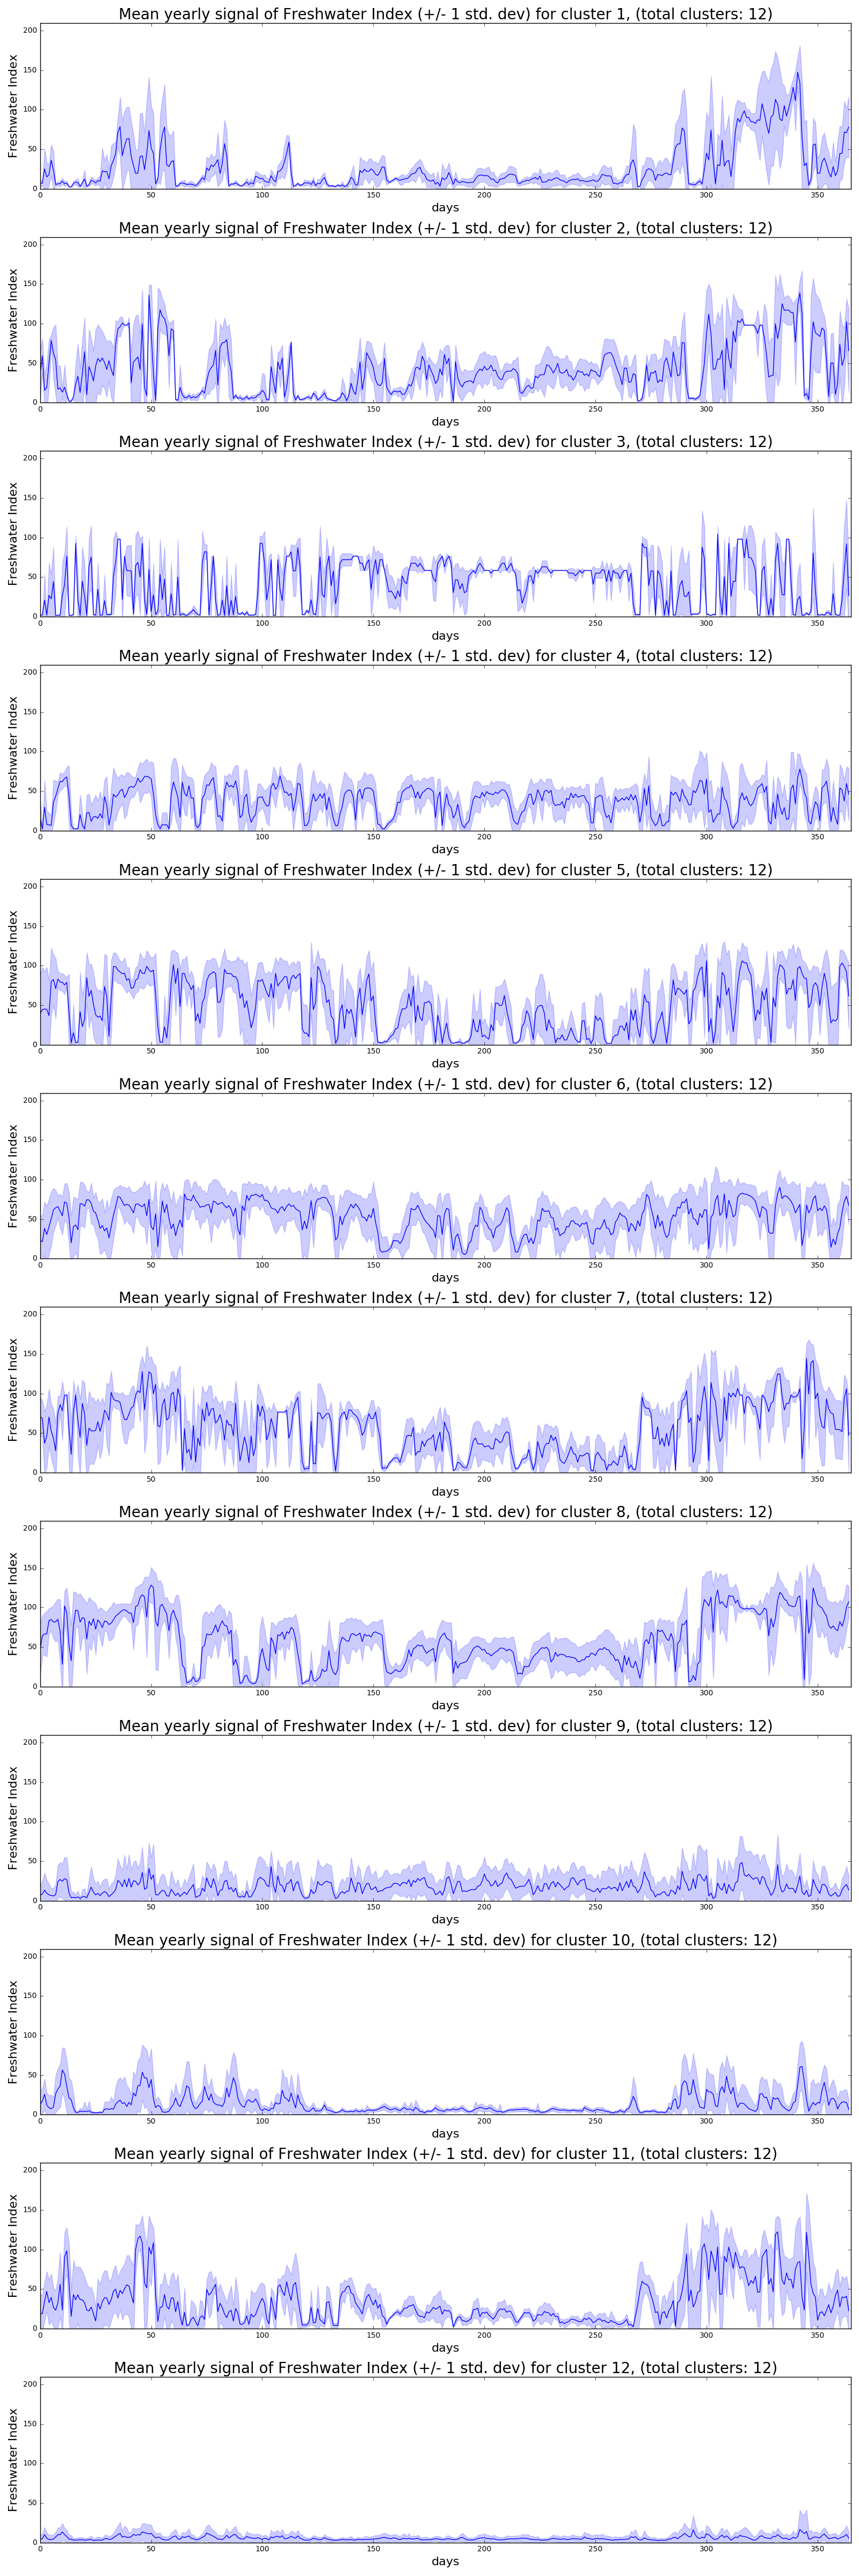 Mean yearly signal of Freshwater Index (+/- 1 std. dev) for cluster 1, (total clusters: 12)
200
150
100
50
0
Freshwater Index
0 50 100 150 200 250 300 350
days
Mean yearly signal of Freshwater Index (+/- 1 std. dev) for cluster 2, (total clusters: 12)
200
150
100
50
0
Freshwater Index
0 50 100 150 200 250 300 350
days
Mean yearly signal of Freshwater Index (+/- 1 std. dev) for cluster 3, (total clusters: 12)
200
150
100
50
0
Freshwater Index
0 50 100 150 200 250 300 350
days
Mean yearly signal of Freshwater Index (+/- 1 std. dev) for cluster 4, (total clusters: 12)
200
150
100
50
0
Freshwater Index
0 50 100 150 200 250 300 350
days
Mean yearly signal of Freshwater Index (+/- 1 std. dev) for cluster 5, (total clusters: 12)
200
150
100
50
0
Freshwater Index
0 50 100 150 200 250 300 350
days
Mean yearly signal of Freshwater Index (+/- 1 std. dev) for cluster 6, (total clusters: 12)
200
150
100
50
0
Freshwater Index
0 50 100 150 200 250 300 350
days
Mean yearly signal of Freshwater Index (+/- 1 std. dev) for cluster 7, (total clusters: 12)
200
150
100
50
0
Freshwater Index
0 50 100 150 200 250 300 350
days
Mean yearly signal of Freshwater Index (+/- 1 std. dev) for cluster 8, (total clusters: 12)
200
150
100
50
0
Freshwater Index
0 50 100 150 200 250 300 350
days
Mean yearly signal of Freshwater Index (+/- 1 std. dev) for cluster 9, (total clusters: 12)
200
150
100
50
0
Freshwater Index
0 50 100 150 200 250 300 350
days
Mean yearly signal of Freshwater Index (+/- 1 std. dev) for cluster 10, (total clusters: 12)
200
150
100
50
0
Freshwater Index
0 50 100 150 200 250 300 350
days
Mean yearly signal of Freshwater Index (+/- 1 std. dev) for cluster 11, (total clusters: 12)
200
150
100
50
0
Freshwater Index
0 50 100 150 200 250 300 350
days
Mean yearly signal of Freshwater Index (+/- 1 std. dev) for cluster 12, (total clusters: 12)
200
150
100
50
0
Freshwater Index
0 50 100 150 200 250 300 350
days